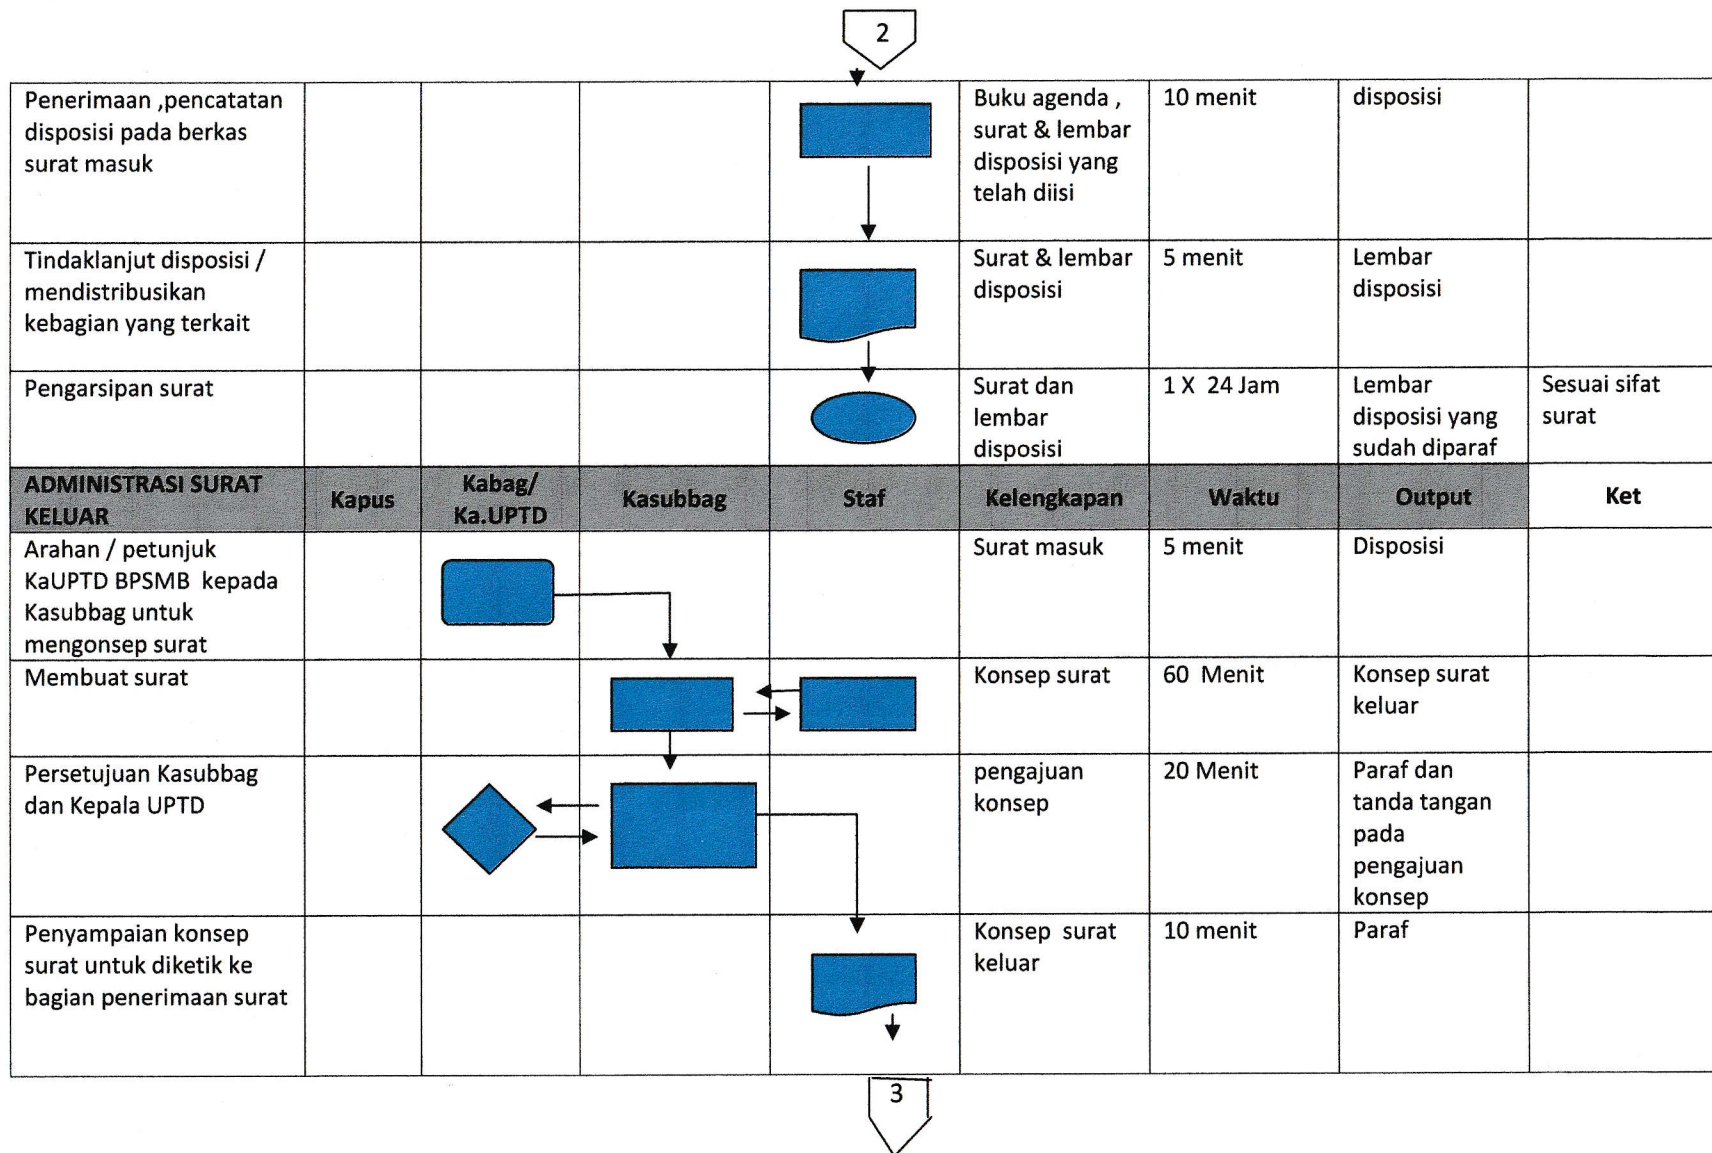 2
Penerimaan ,pencatatan
disposisi pada berkas
surat masuk
Buku agenda ,
surat & lembar
disposisi yang
telah diisi
10 menit
disposisi
Tindaklanjut disposisi /
mendistribusikan
kebagian yang terkait
Surat & lembar
disposisi
5 menit
Lembar
disposisi
Pengarsipan surat
Surat dan
lembar
disposisi
1 X 24 Jam
Lembar
disposisi yang
sudah diparaf
Sesuai sifat
surat
ADMINISTRASI SURAT
KELUAR
Kapus
Kabag/
Ka.UPTD
Kasubbag
Staf
Kelengkapan
Waktu
Output
Ket
Arahan / petunjuk
KaUPTD BPSMB kepada
Kasubbag untuk
mengonsep surat
Surat masuk
5 menit
Disposisi
Membuat surat
Konsep surat
60 Menit
Konsep surat
keluar
Persetujuan Kasubbag
dan Kepala UPTD
pengajuan
konsep
20 Menit
Paraf dan
tanda tangan
pada
pengajuan
konsep
Penyampaian konsep
surat untuk diketik ke
bagian penerimaan surat
Konsep surat
keluar
10 menit
Paraf
3